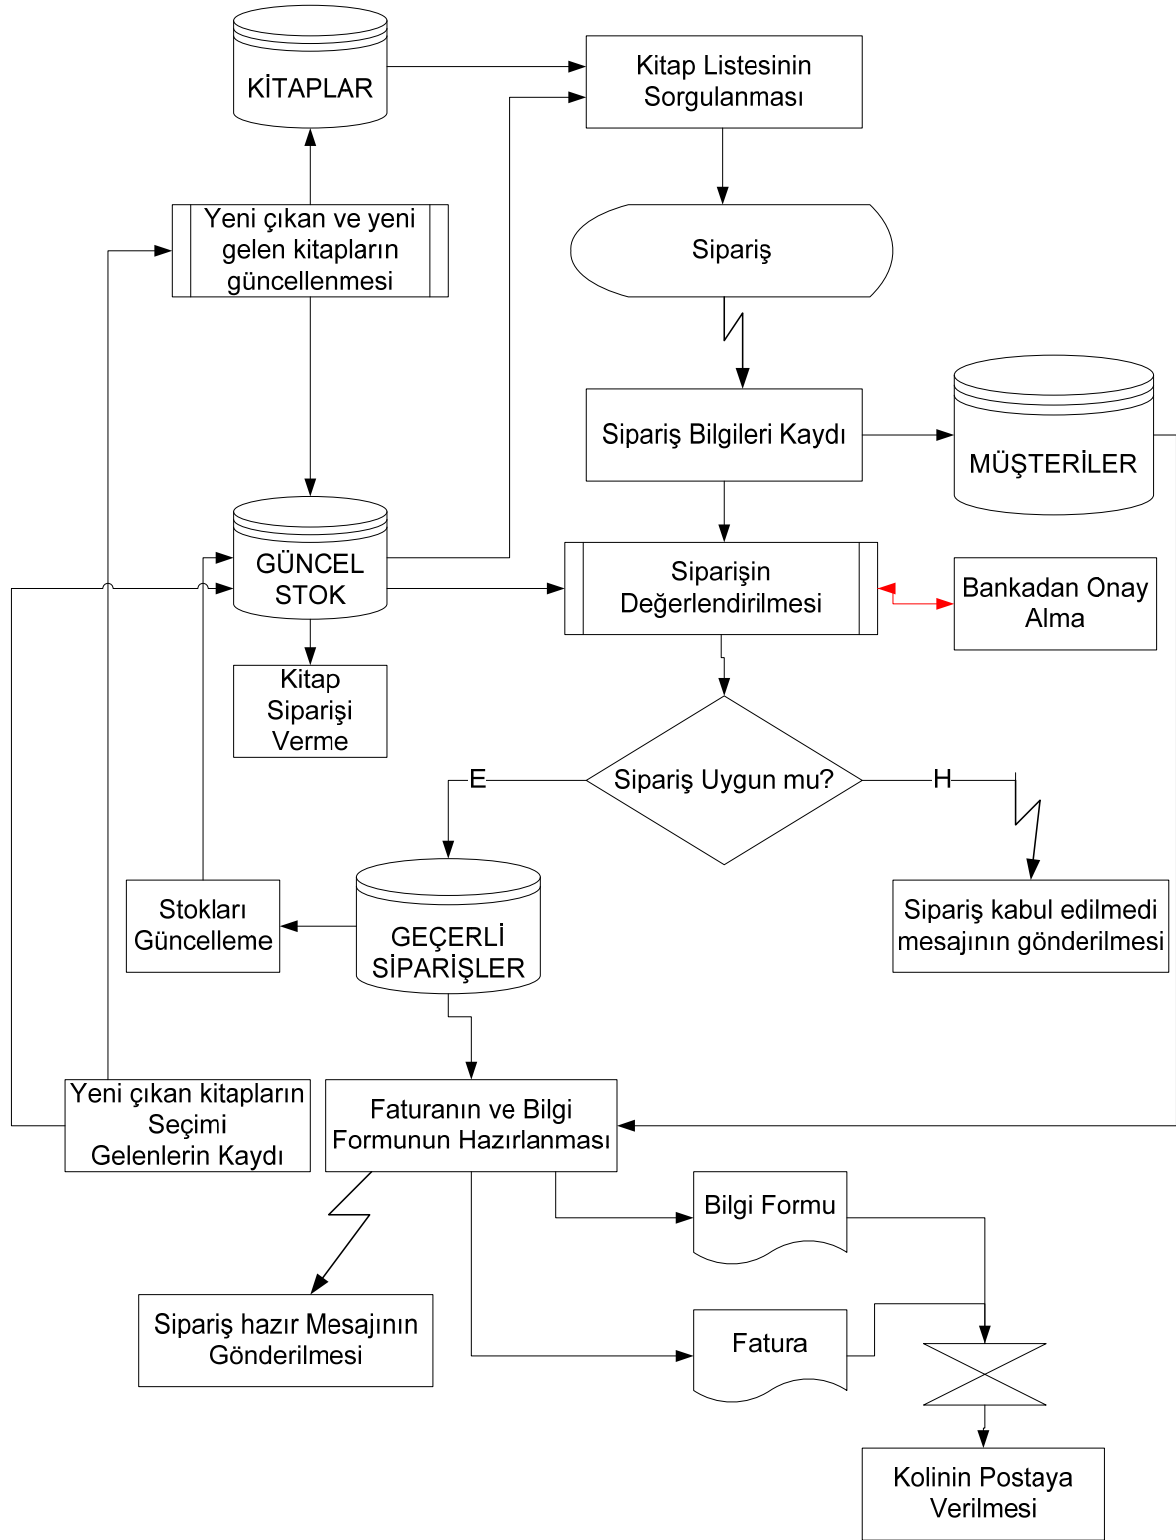 KİTAPLAR
Kitap Listesinin
Sorgulanması
Yeni çıkan ve yeni
gelen kitapların
güncellenmesi
Sipariş
Sipariş Bilgileri Kaydı
MÜŞTERİLER
GÜNCEL
STOK
Siparişin
Değerlendirilmesi
Bankadan Onay
Alma
Kitap
Siparişi
Verme
E
Sipariş Uygun mu?
H
Stokları
Güncelleme
GEÇERLİ
SİPARİŞLER
Sipariş kabul edilmedi
mesajının gönderilmesi
Yeni çıkan kitapların
Seçimi
Gelenlerin Kaydı
Faturanın ve Bilgi
Formunun Hazırlanması
Bilgi Formu
Sipariş hazır Mesajının
Gönderilmesi
Fatura
Kolinin Postaya
Verilmesi